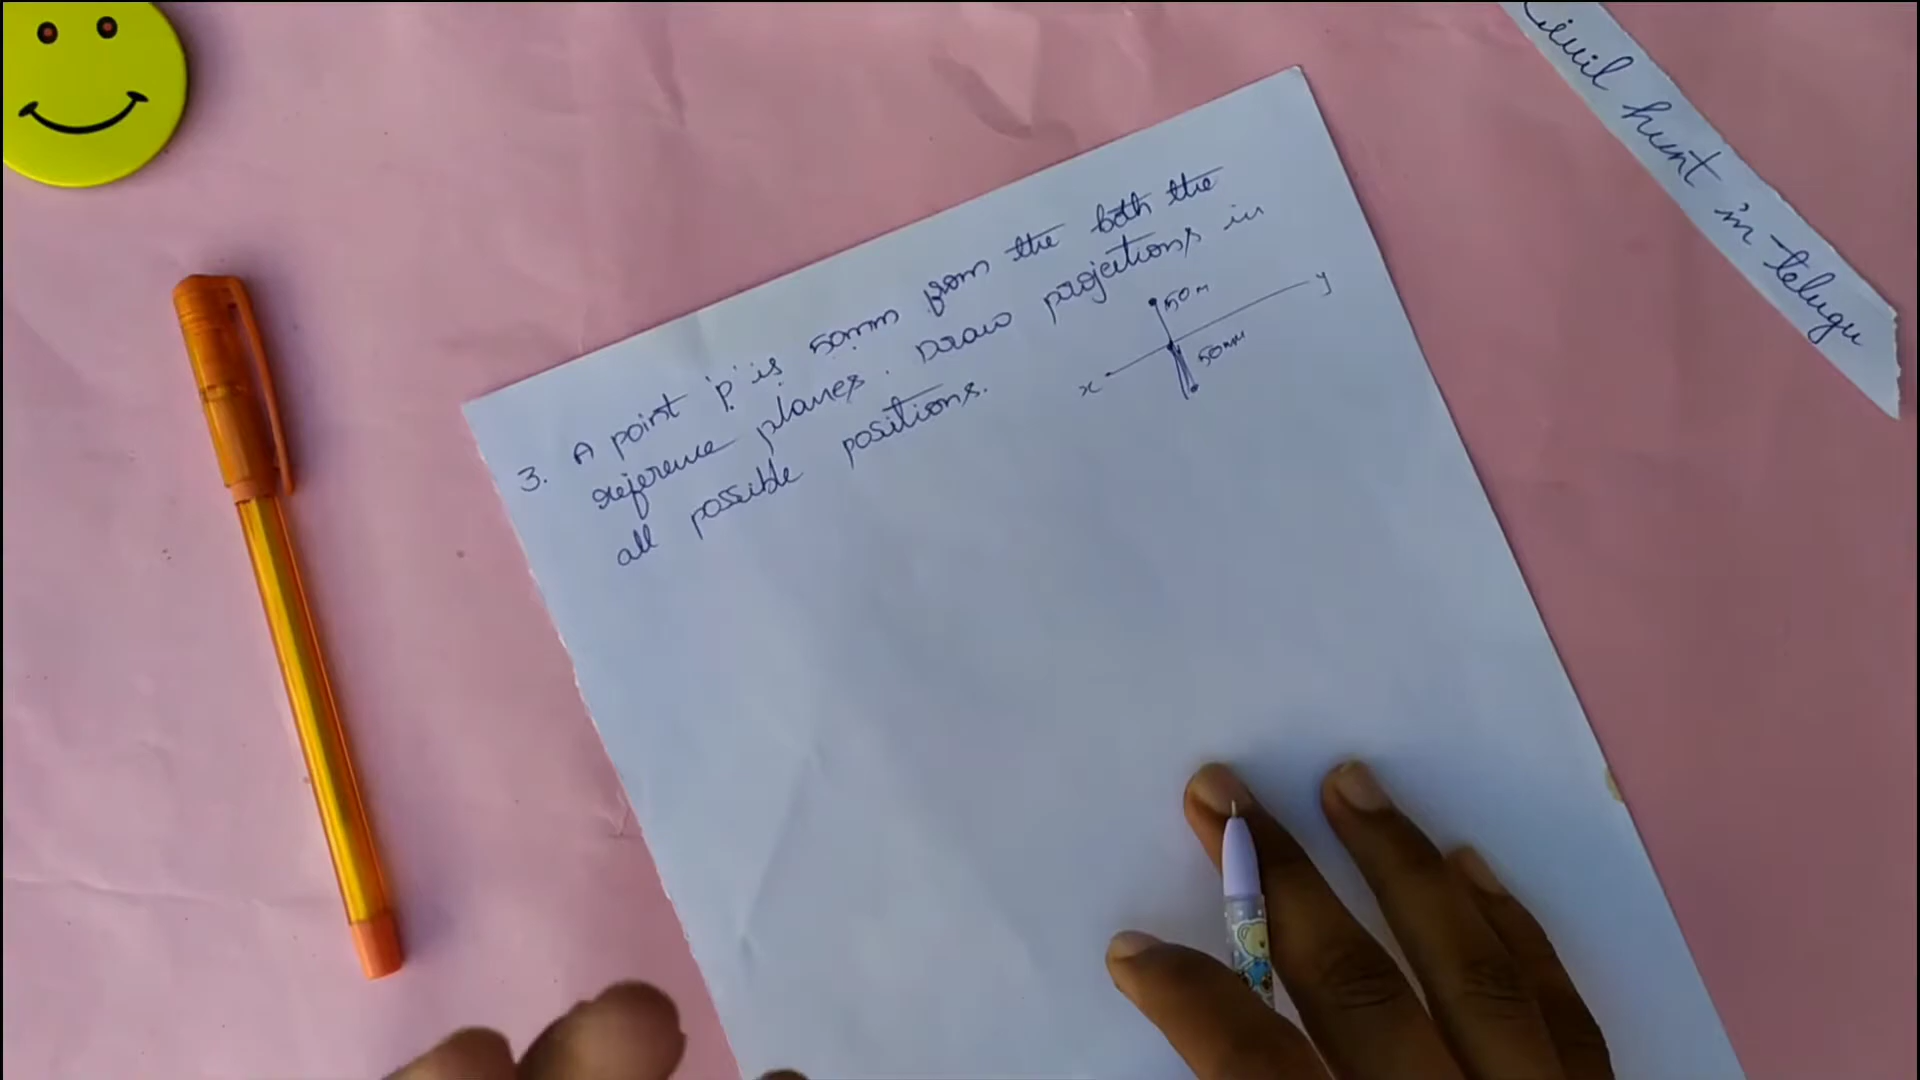 3. A point 'p' is 50mm from the both the
reference planes. Draw projections in
all possible positions.
50m
x y
50mm
Civil hunt in telugu